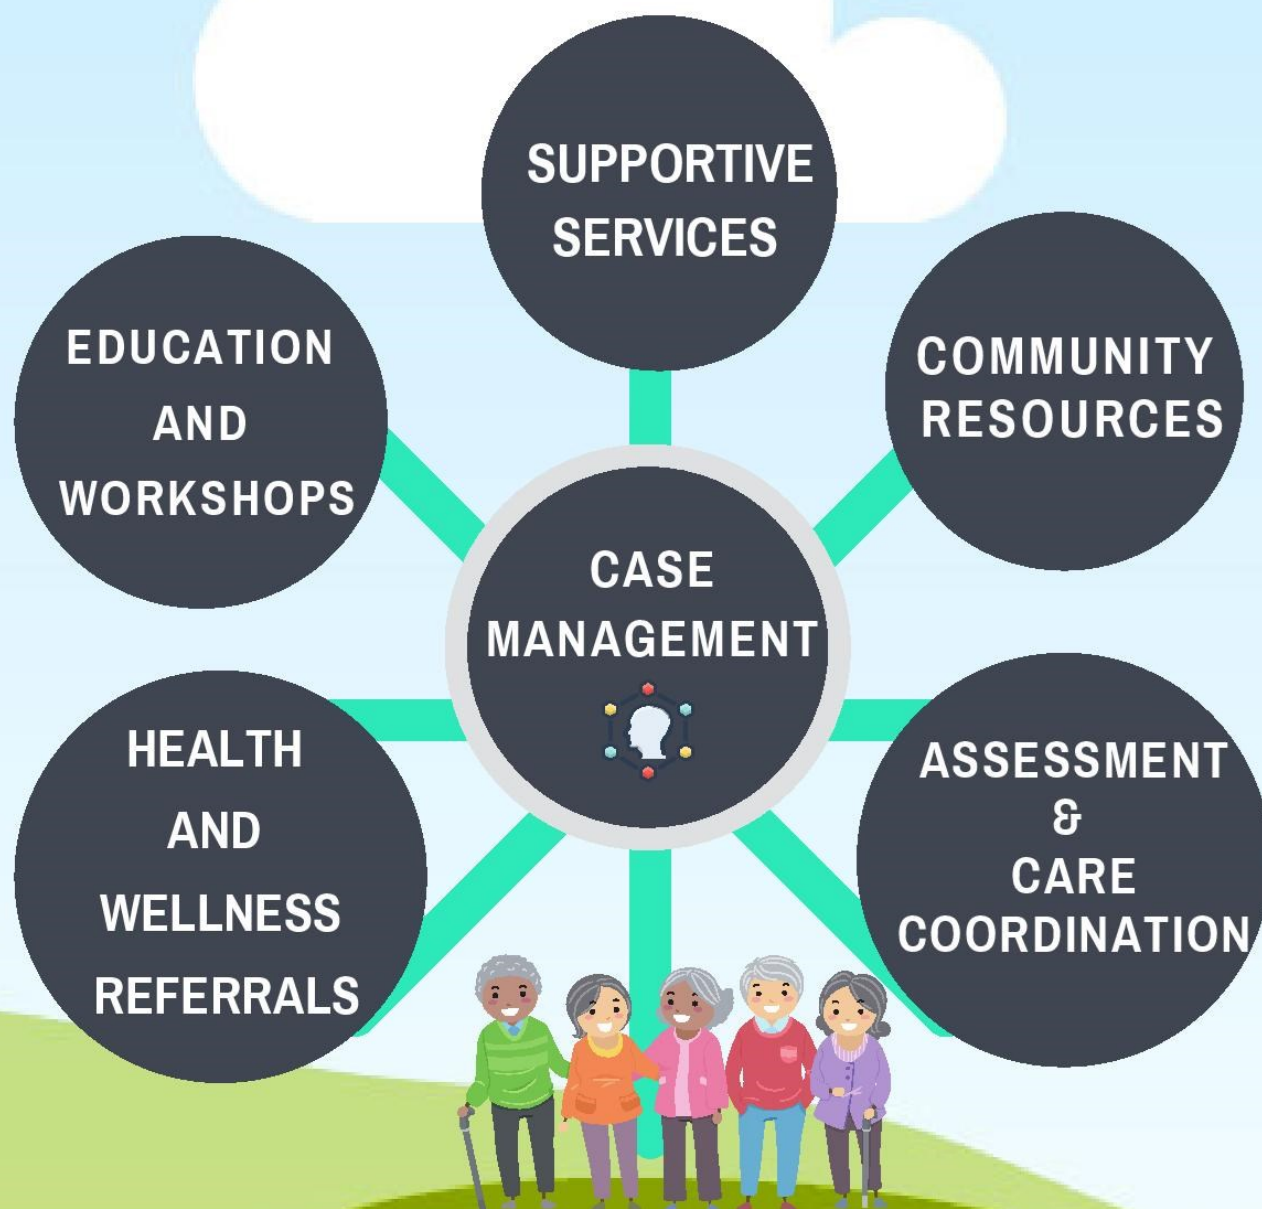 SUPPORTIVE
SERVICES
EDUCATION
AND
WORKSHOPS
COMMUNITY
RESOURCES
CASE
MANAGEMENT
HEALTH
AND
WELLNESS
REFERRALS
ASSESSMENT
&
CARE
COORDINATION